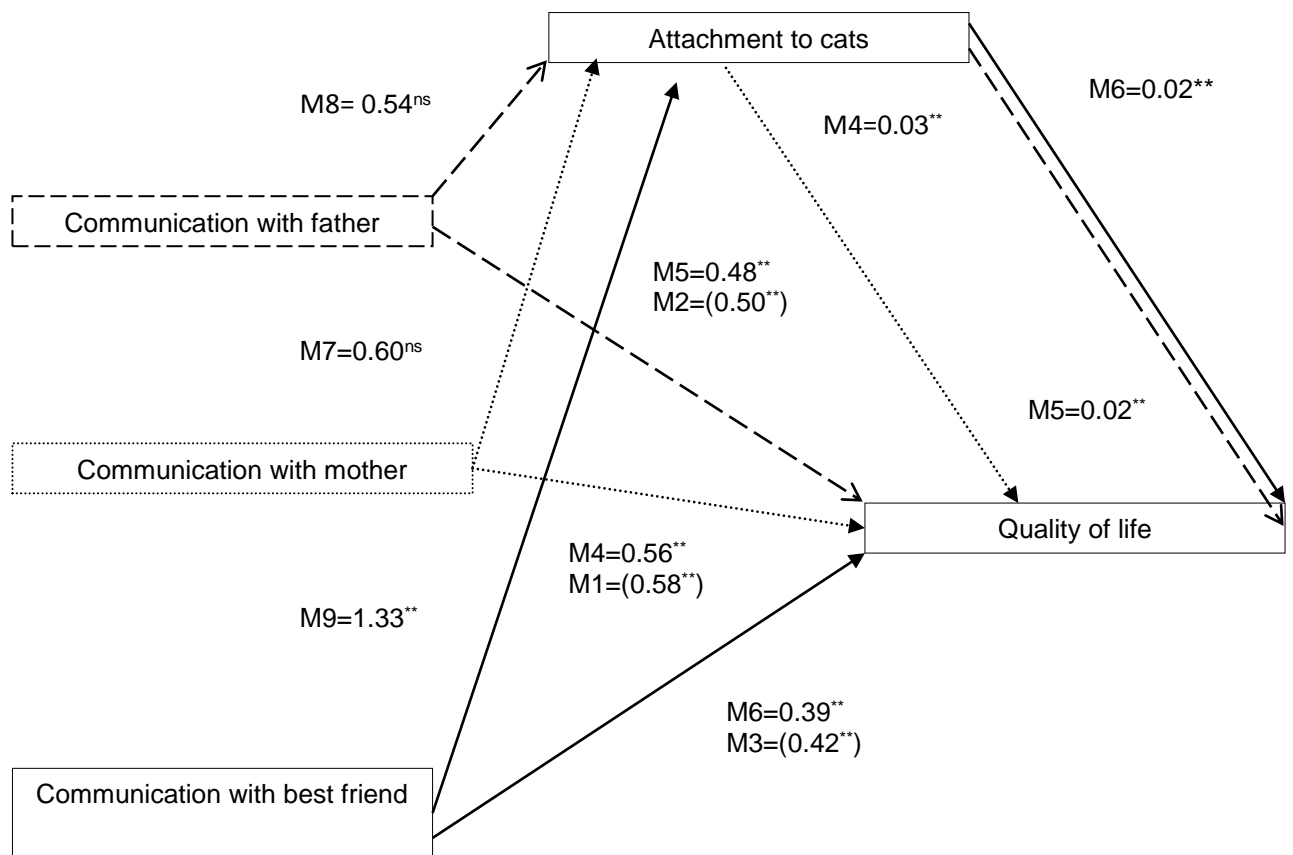 Attachment to cats
M6=0.02**
M8= 0.54ns
M4=0.03**
Communication with father
M5=0.48**
M2=(0.50**)
M7=0.60ns
M5=0.02**
Communication with mother
Quality of life
M4=0.56**
M1=(0.58**)
M9=1.33**
M6=0.39**
M3=(0.42**)
Communication with best friend